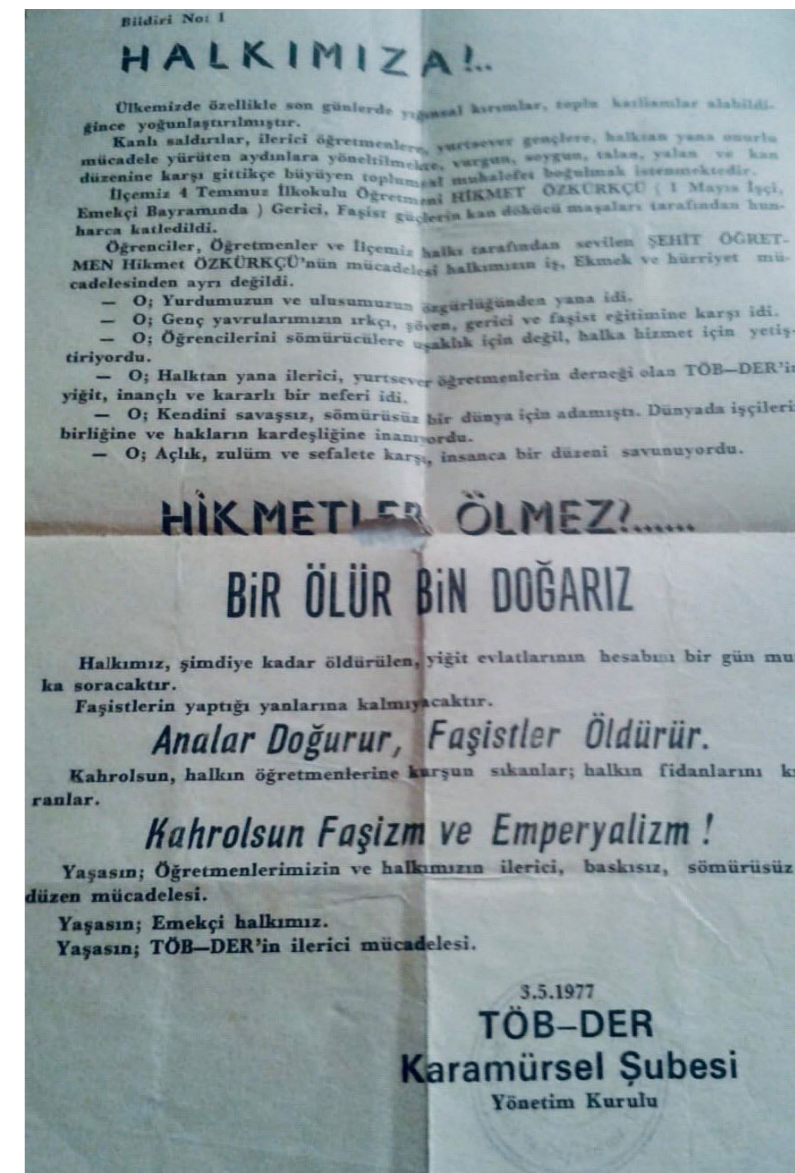 Bildiri No: 1
HALKIMIZA!..
Ülkemizde özellikle son günlerde yığınsal kırımlar, toplu katliamlar alabildi-
ğince yoğunlaştırılmıştır.
Kanlı saldırılar, ilerici öğretmenlere, yurtsever gençlere, halktan yana onurlu
mücadele yürüten aydınlara yöneltilmekte, vurgun, soygun, talan, yalan ve kan
düzenine karşı gittikçe büyüyen toplumsal muhalefet boğulmak istenmektedir.
İlçemiz 4 Temmuz İlkokulu Öğretmeni HİKMET ÖZKÜRKÇÜ ( 1 Mayıs İşçi,
Emekçi Bayramında ) Gerici, Faşist güçlerin kan dökücü maşaları tarafından hun-
harca katledildi.
Öğrenciler, Öğretmenler ve İlçemiz halkı tarafından sevilen ŞEHİT ÖĞRET-
MEN Hikmet ÖZKÜRKÇÜ'nün mücadelesi halkımızın iş, Ekmek ve hürriyet mü-
cadelesinden ayrı değildi.
— O; Yurdumuzun ve ulusumuzun özgürlüğünden yana idi.
— O; Genç yavrularımızın ırkçı, şöven, gerici ve faşist eğitimine karşı idi.
— O; Öğrencilerini sömürücülere uşaklık için değil, halka hizmet için yetiş-
tiriyordu.
— O; Halktan yana ilerici, yurtsever öğretmenlerin derneği olan TÖB—DER'in
yiğit, inançlı ve kararlı bir neferi idi.
— O; Kendini savaşsız, sömürüsüz bir dünya için adamıştı. Dünyada işçileri
birliğine ve hakların kardeşliğine inanıyordu.
— O; Açlık, zulüm ve sefalete karşı, insanca bir düzeni savunuyordu.
HİKMETLER ÖLMEZ!......
BİR ÖLÜR BİN DOĞARIZ
Halkımız, şimdiye kadar öldürülen, yiğit evlatlarının hesabını bir gün mu
ka soracaktır.
Faşistlerin yaptığı yanlarına kalmıyacaktır.
Analar Doğurur, Faşistler Öldürür.
Kahrolsun, halkın öğretmenlerine kurşun sıkanlar; halkın fidanlarını kı
ranlar.
Kahrolsun Faşizm ve Emperyalizm !
Yaşasın; Öğretmenlerimizin ve halkımızın ilerici, baskısız, sömürüsüz
düzen mücadelesi.
Yaşasın; Emekçi halkımız.
Yaşasın; TÖB—DER'in ilerici mücadelesi.
3.5.1977
TÖB—DER
Karamürsel Şubesi
Yönetim Kurulu